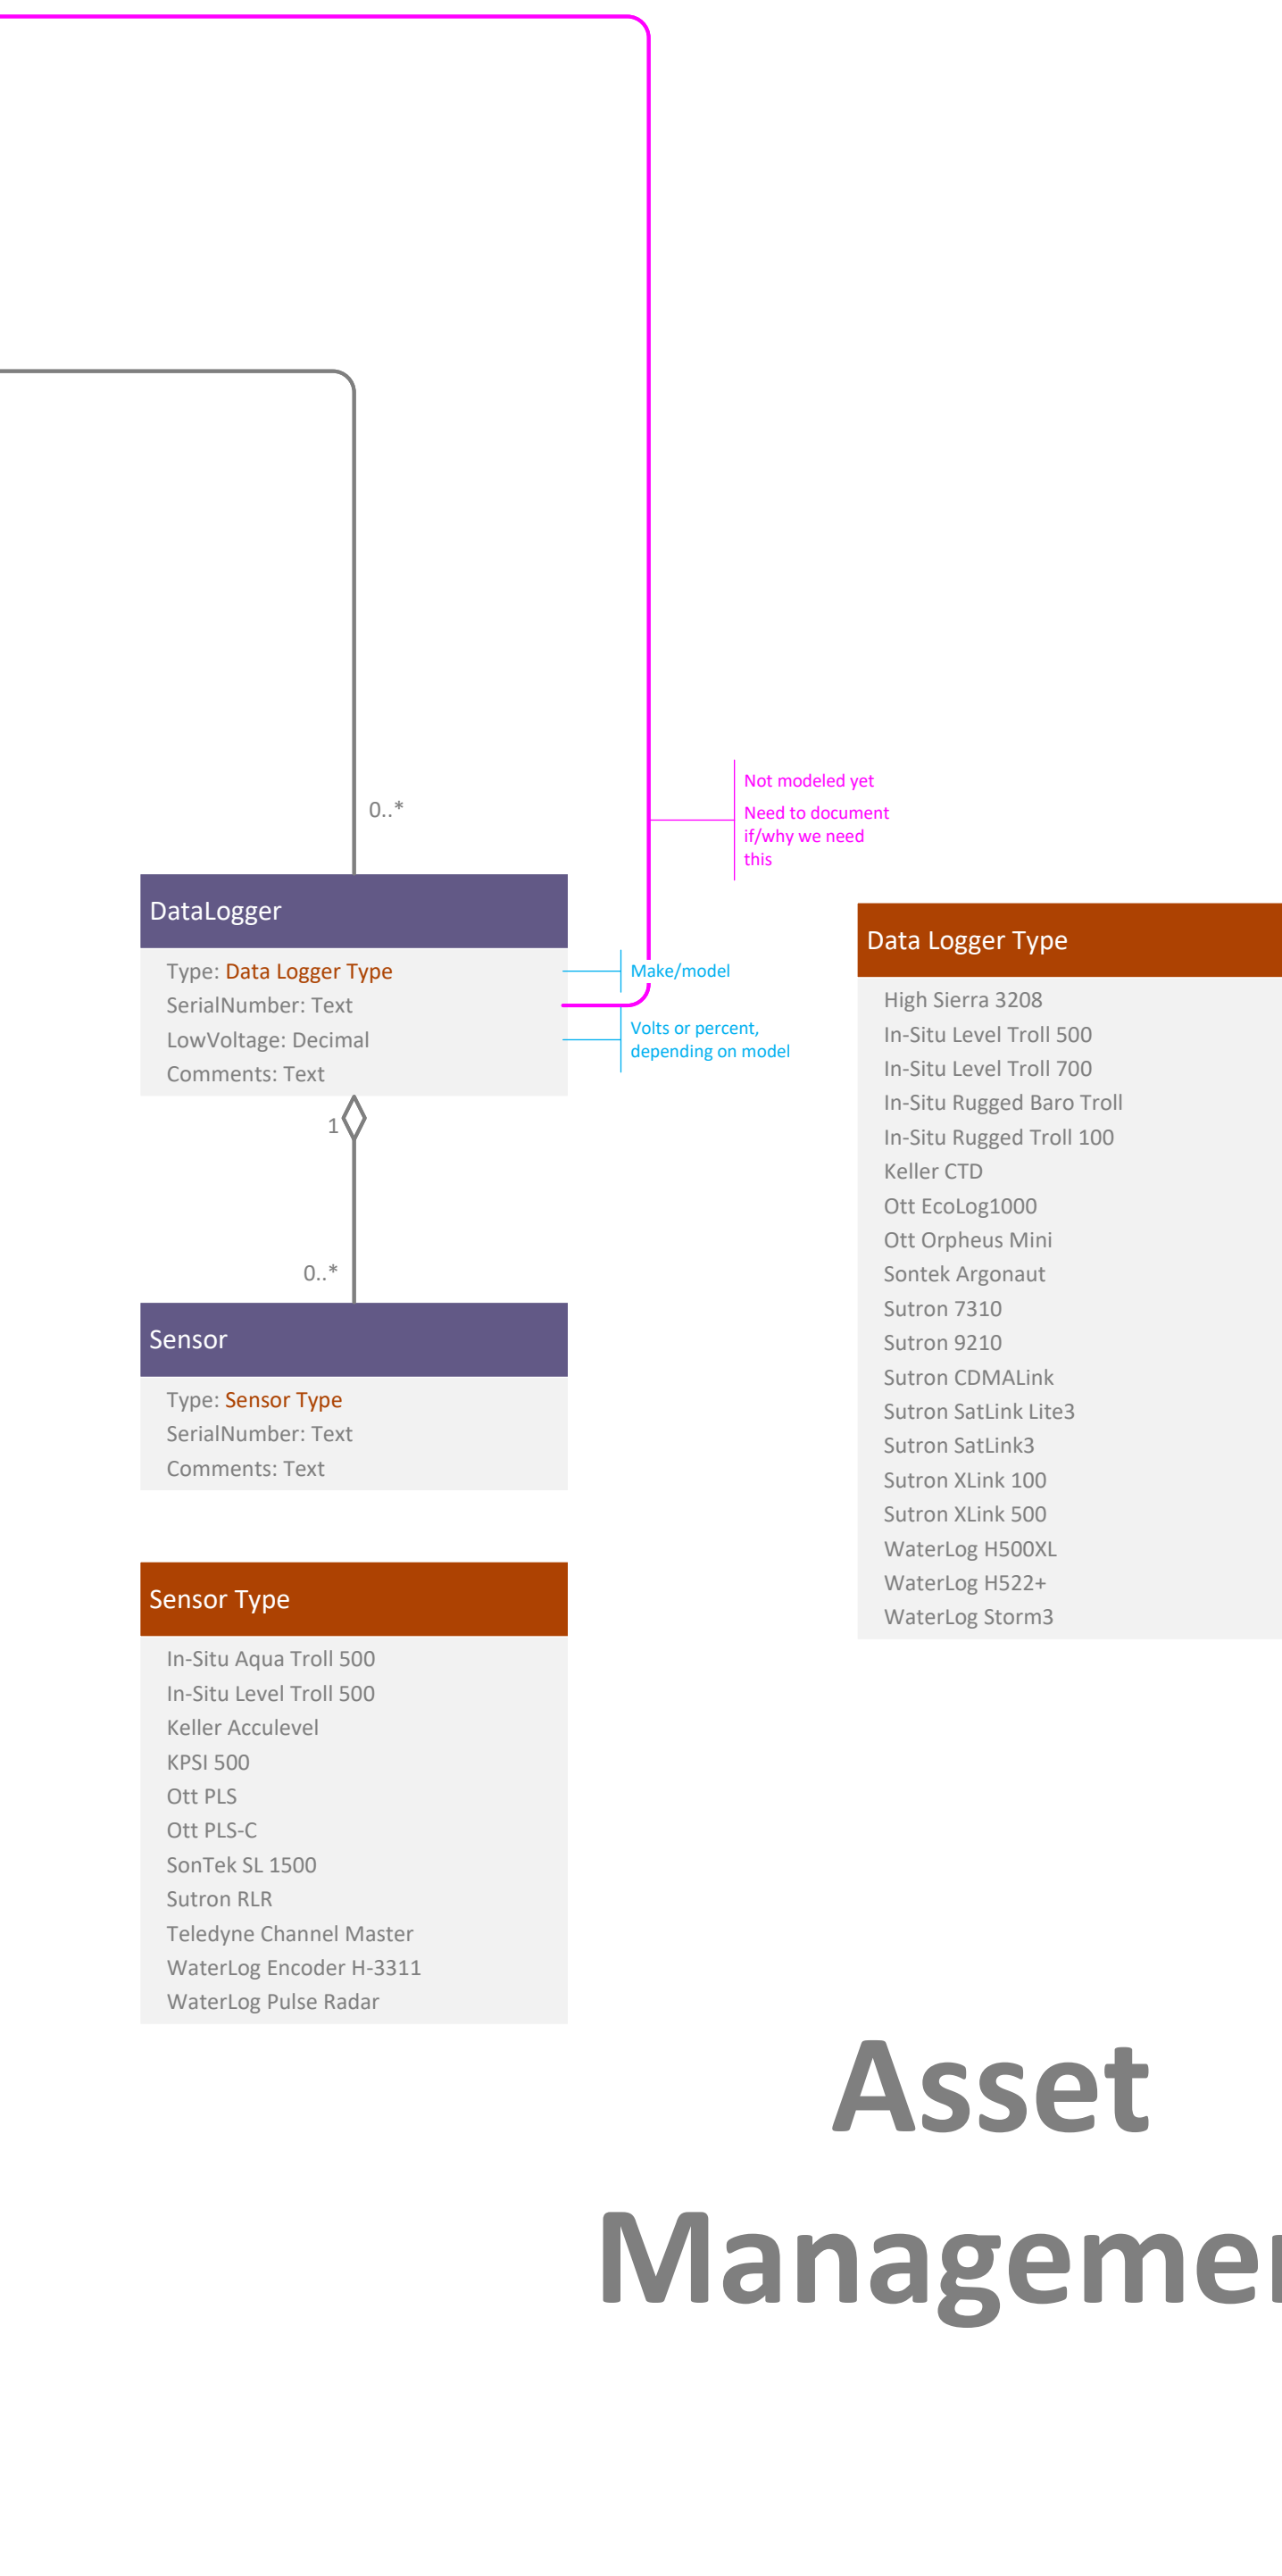 0..*
Not modeled yet
Need to document
if/why we need
this
DataLogger
Type: Data Logger Type
SerialNumber: Text
LowVoltage: Decimal
Comments: Text
Make/model
Volts or percent,
depending on model
1
0..*
Sensor
Type: Sensor Type
SerialNumber: Text
Comments: Text
Sensor Type
In-Situ Aqua Troll 500
In-Situ Level Troll 500
Keller Acculevel
KPSI 500
Ott PLS
Ott PLS-C
SonTek SL 1500
Sutron RLR
Teledyne Channel Master
WaterLog Encoder H-3311
WaterLog Pulse Radar
Data Logger Type
High Sierra 3208
In-Situ Level Troll 500
In-Situ Level Troll 700
In-Situ Rugged Baro Troll
In-Situ Rugged Troll 100
Keller CTD
Ott EcoLog1000
Ott Orpheus Mini
Sontek Argonaut
Sutron 7310
Sutron 9210
Sutron CDMALink
Sutron SatLink Lite3
Sutron SatLink3
Sutron XLink 100
Sutron XLink 500
WaterLog H500XL
WaterLog H522+
WaterLog Storm3
Asset
Managemen